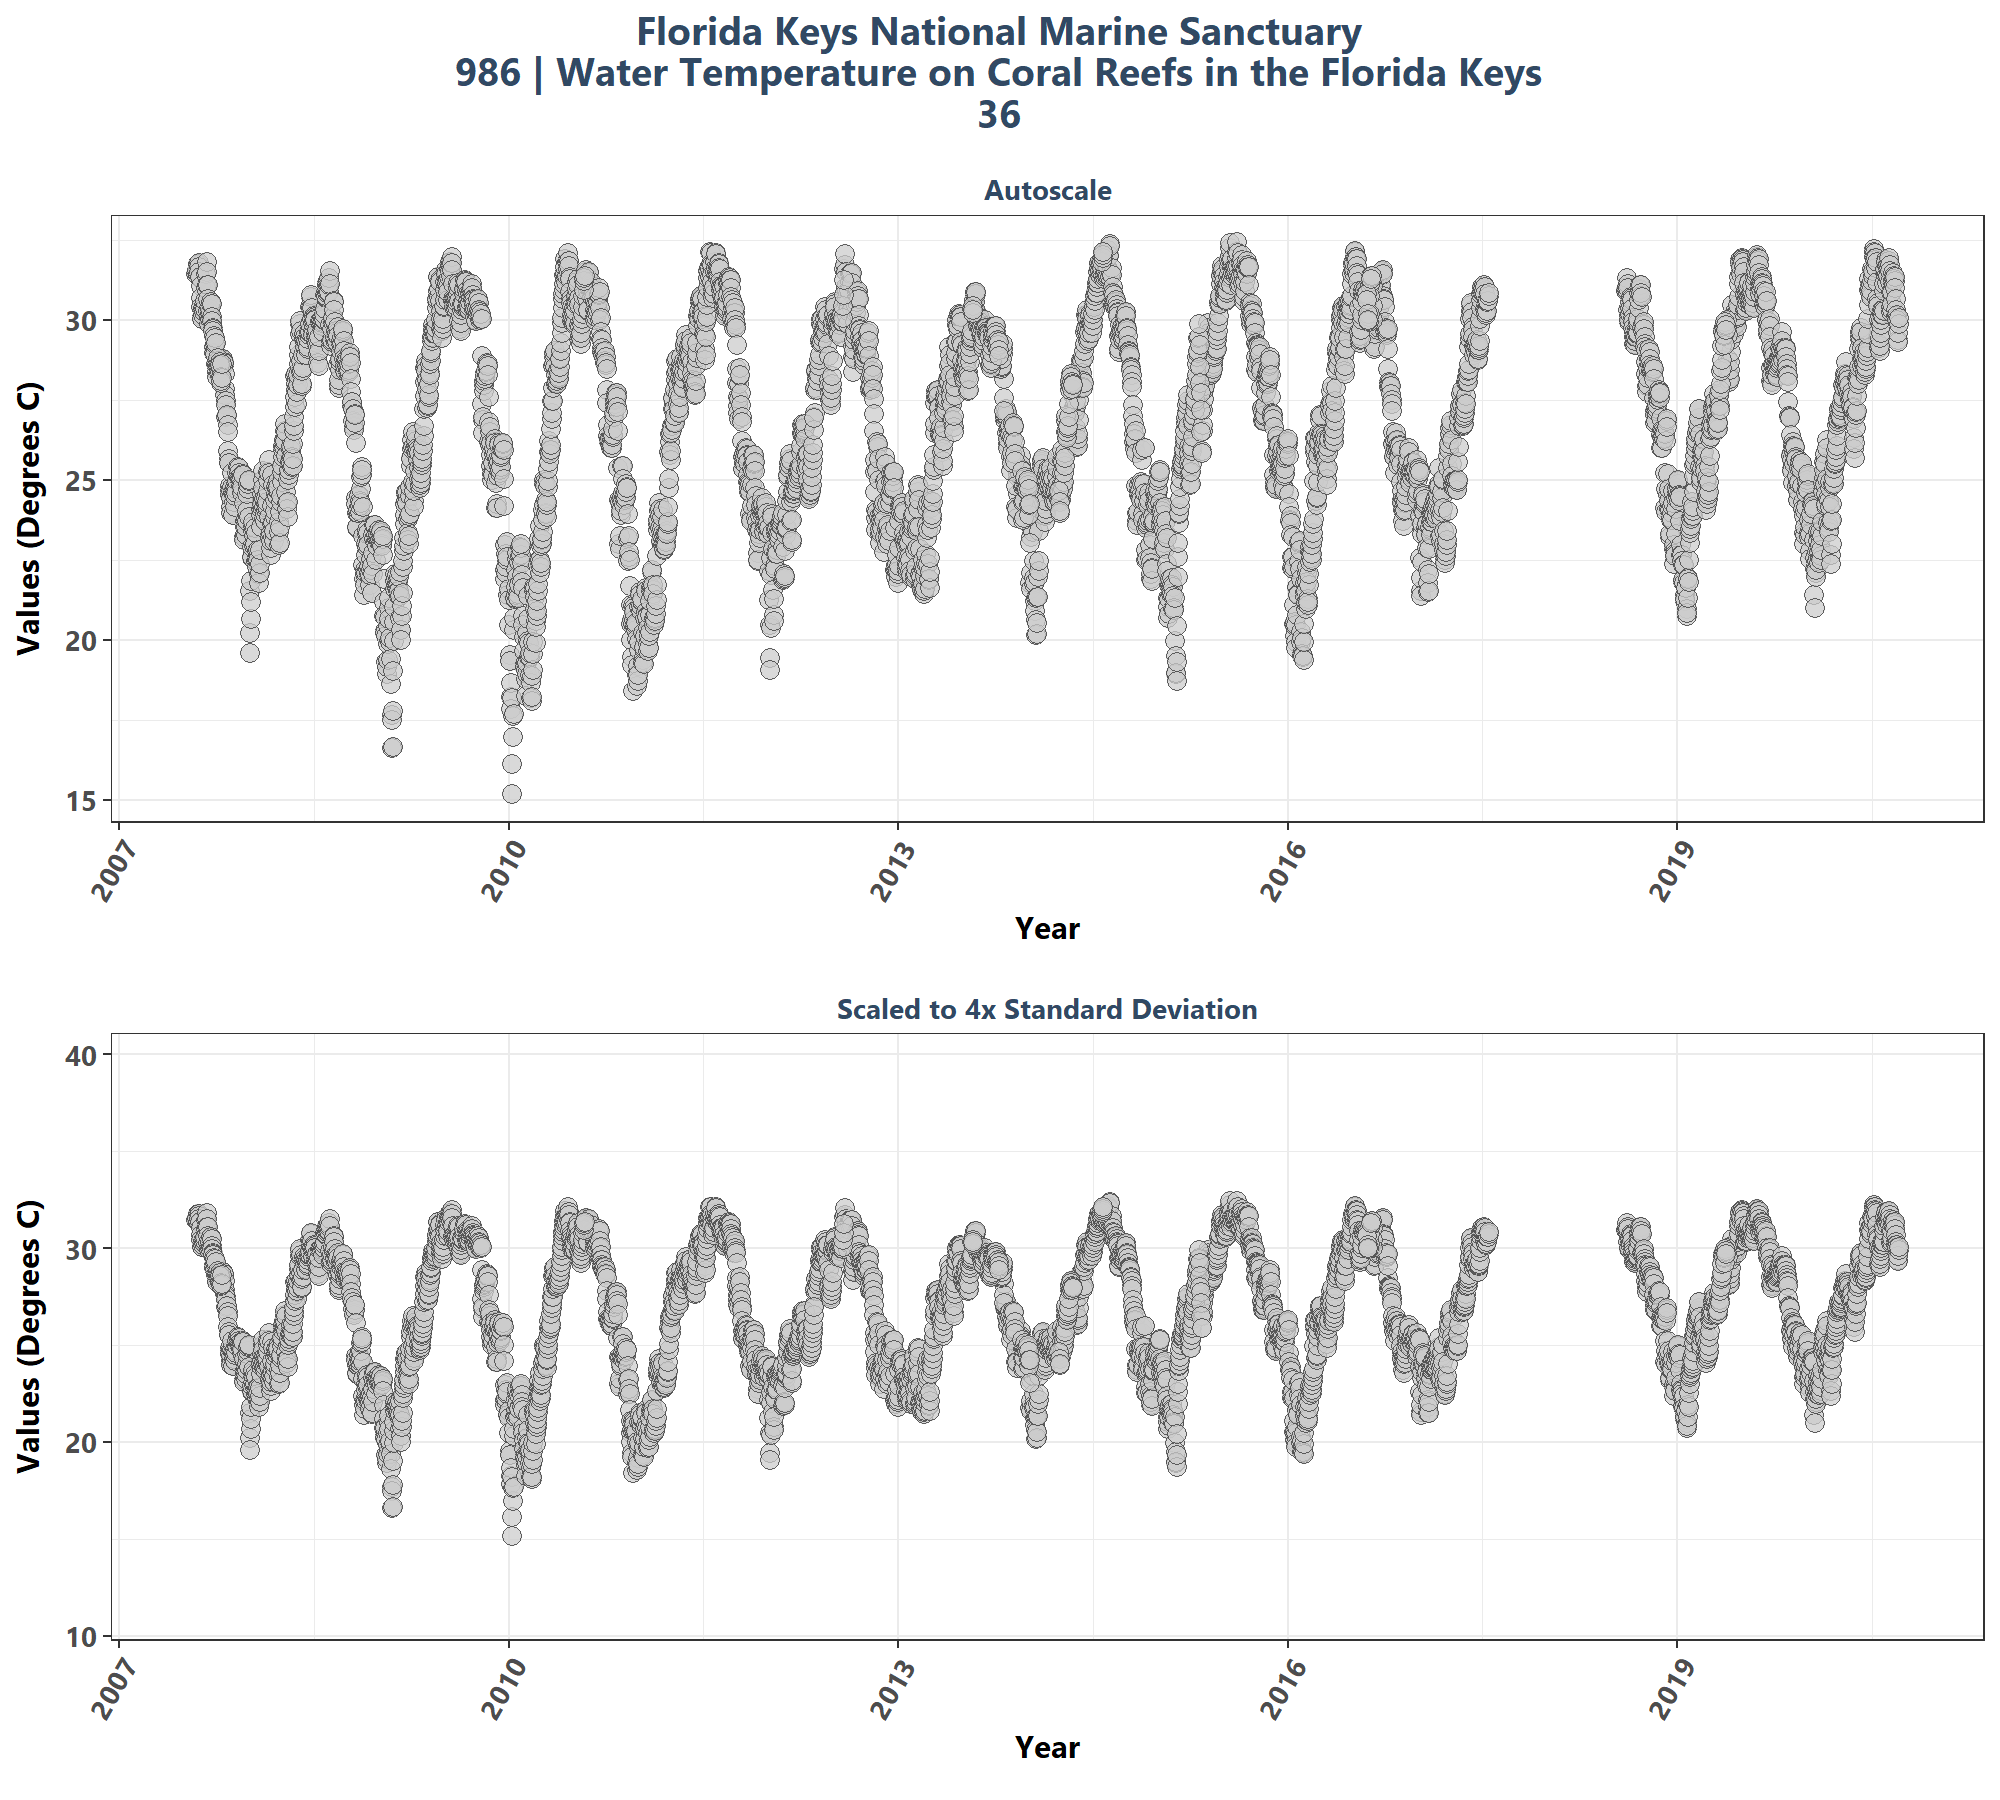 Florida Keys National Marine Sanctuary
986 | Water Temperature on Coral Reefs in the Florida Keys
36
Autoscale
Values (Degrees C)
30
25
20
15
2007
2010
2013
2016
2019
Year
Scaled to 4x Standard Deviation
Values (Degrees C)
40
30
20
10
2007
2010
2013
2016
2019
Year